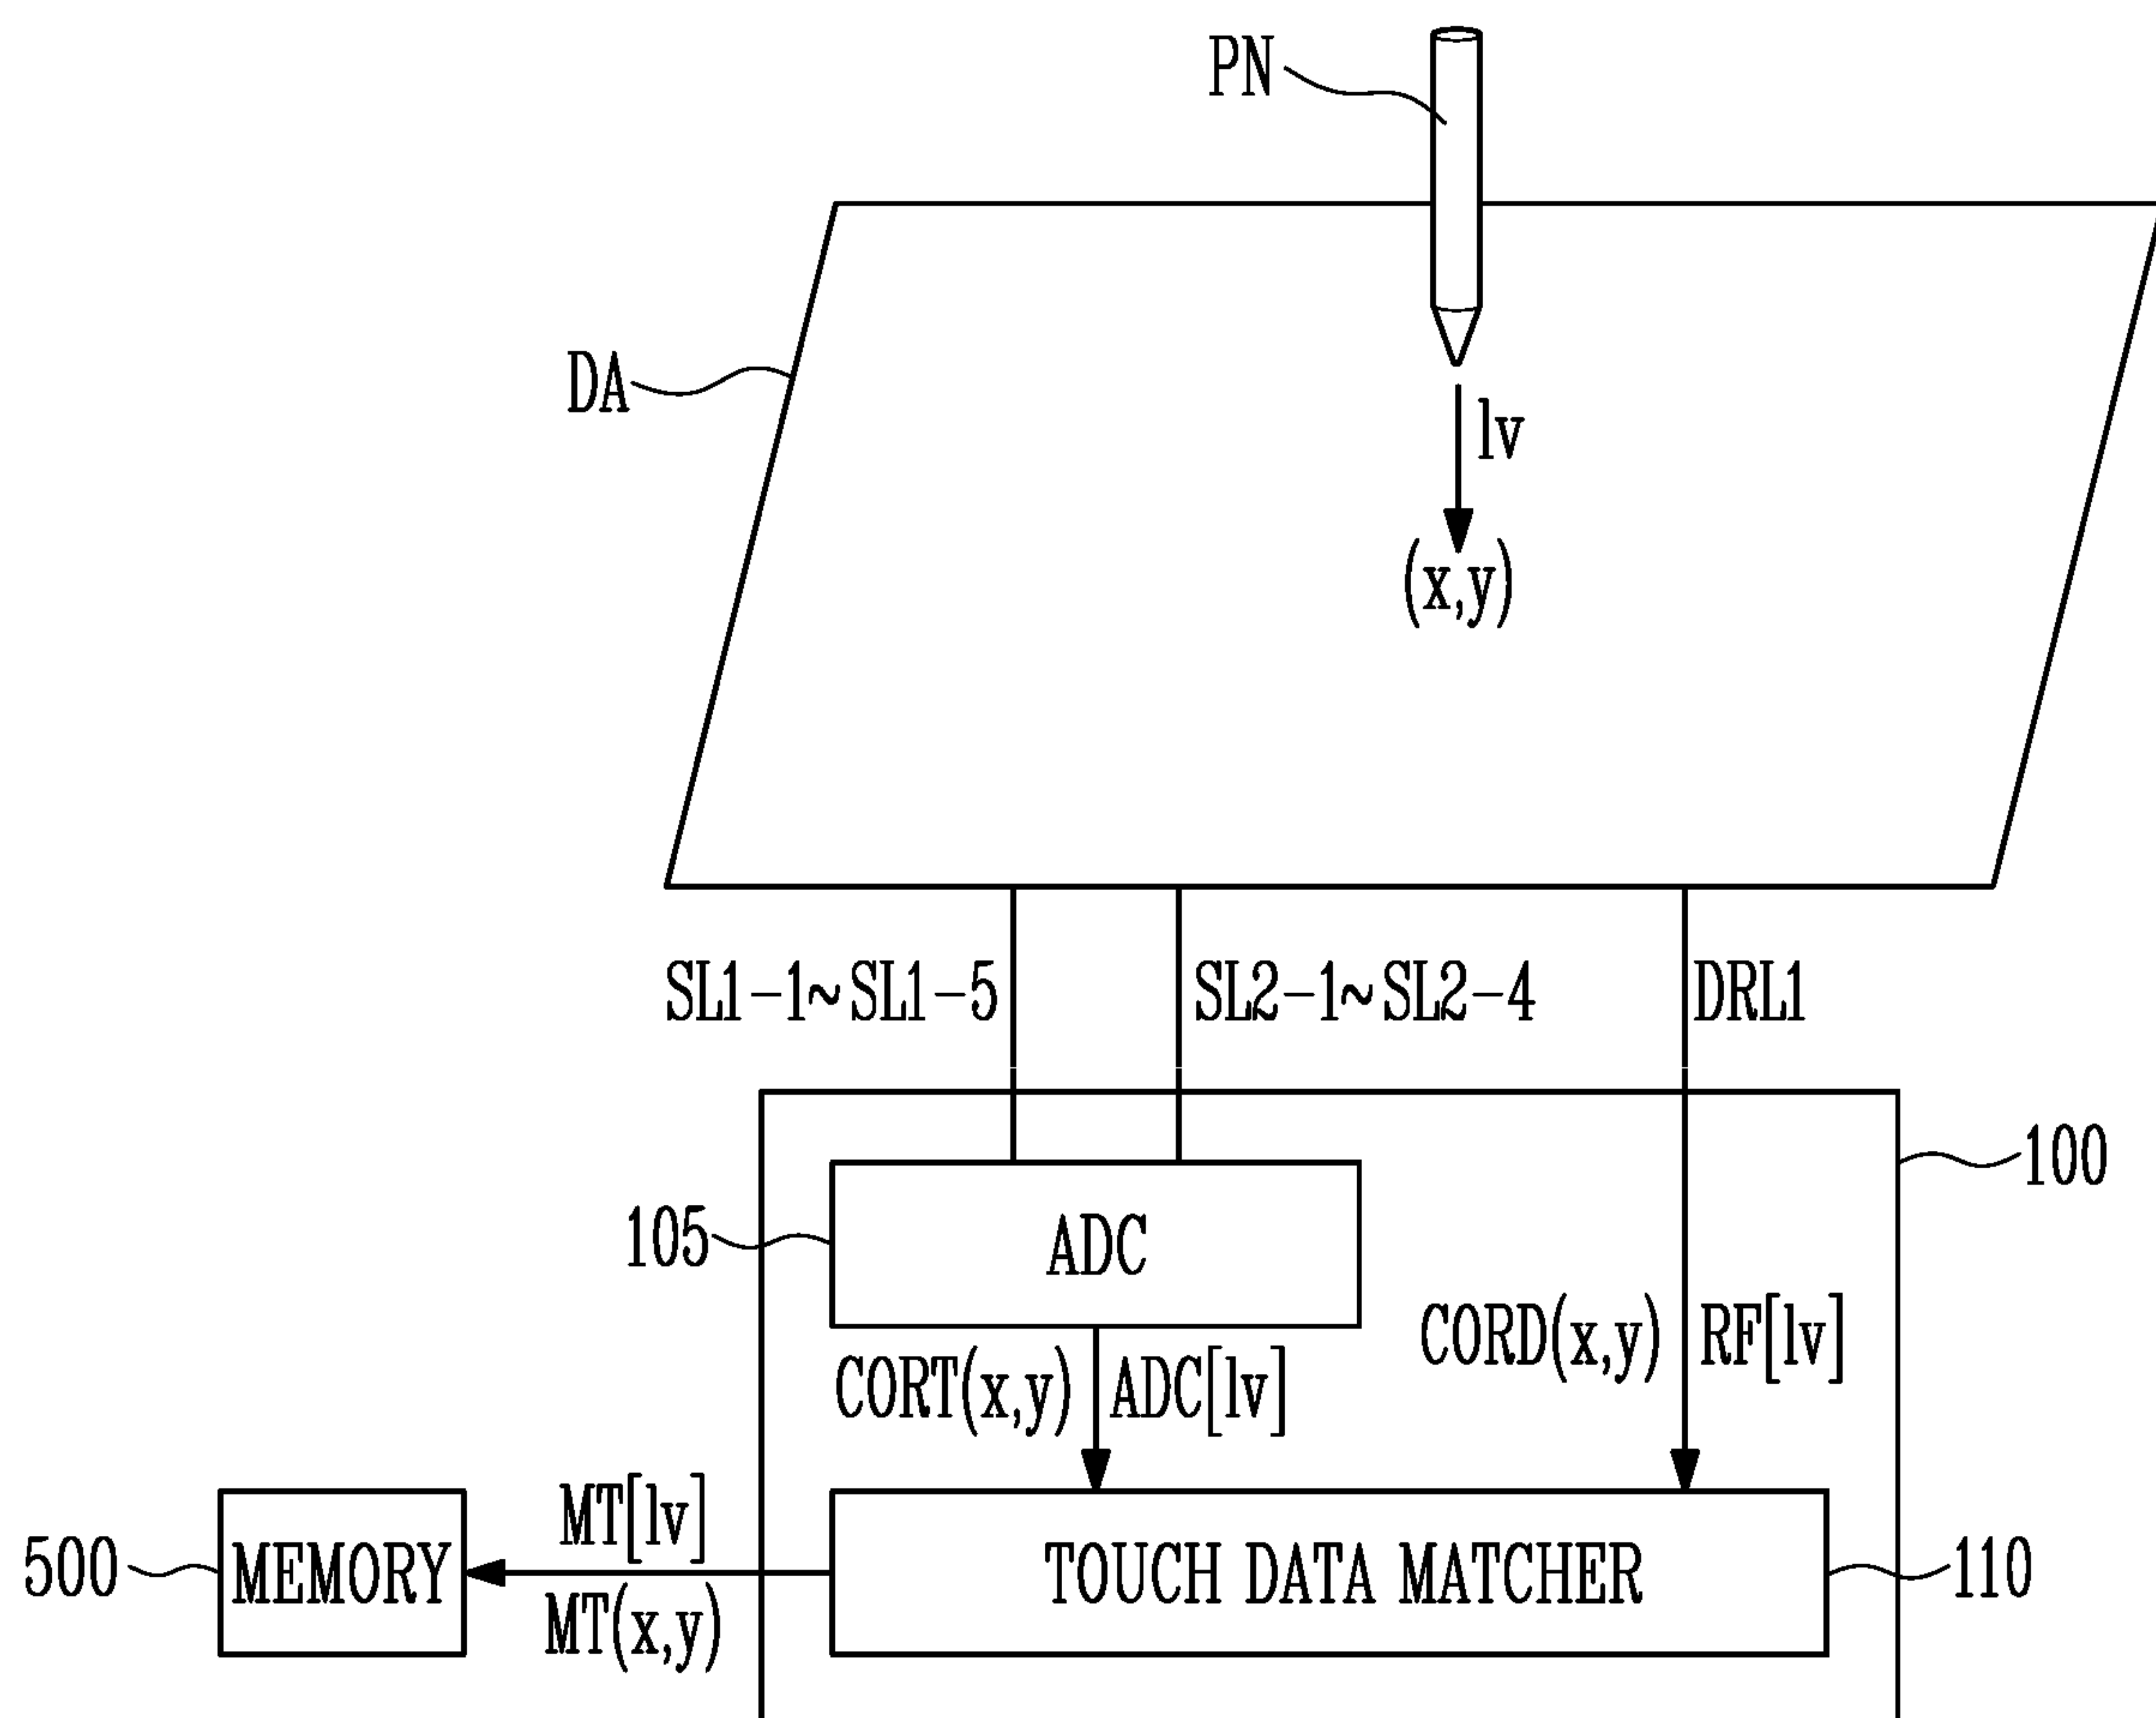 PN
DA
lv
(x,y)
SL1-1~SL1-5
SL2-1~SL2-4
DRL1
100
105
ADC
CORD(x,y)
RF[lv]
CORT(x,y)
ADC[lv]
MT[lv]
500
MEMORY
TOUCH DATA MATCHER
110
MT(x,y)